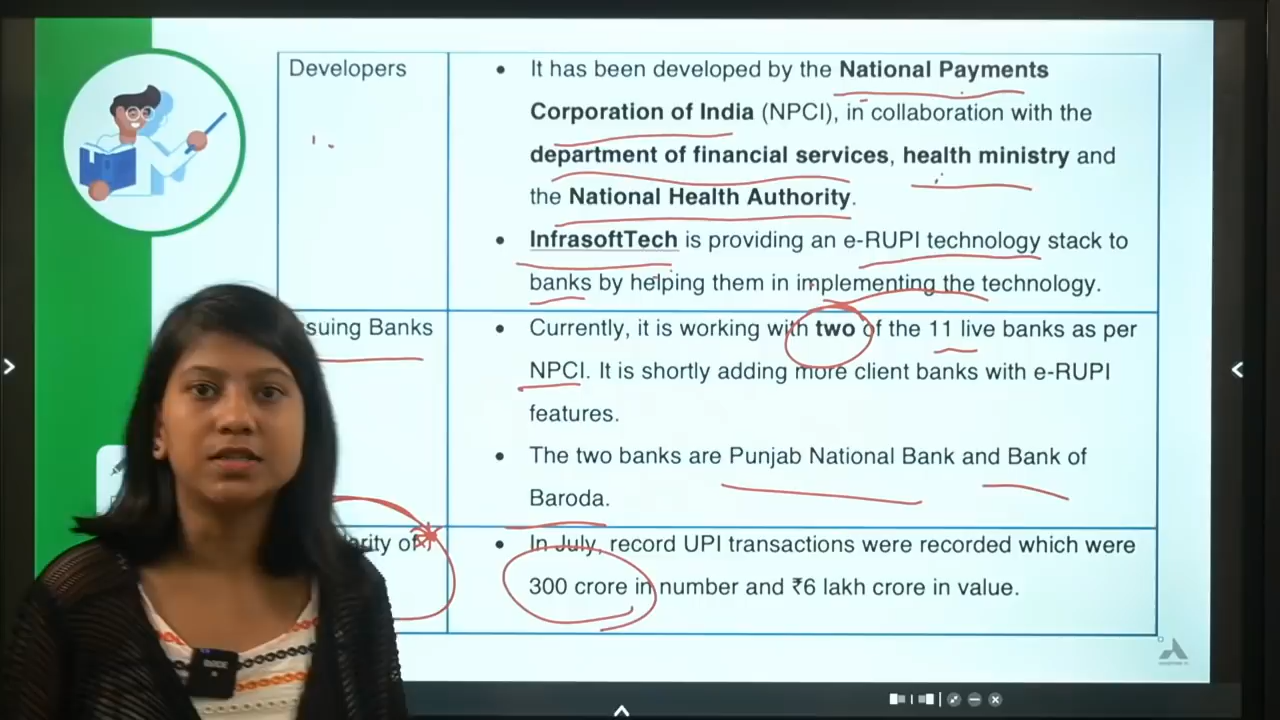 Developers
• It has been developed by the National Payments
Corporation of India (NPCI), in collaboration with the
department of financial services, health ministry and
the National Health Authority.
• InfrasoftTech is providing an e-RUPI technology stack to
banks by helping them in implementing the technology.
ssuing Banks
• Currently, it is working with two of the 11 live banks as per
NPCI. It is shortly adding more client banks with e-RUPI
features.
• The two banks are Punjab National Bank and Bank of
Baroda.
arity of
• In July, record UPI transactions were recorded which were
300 crore in number and ₹6 lakh crore in value.